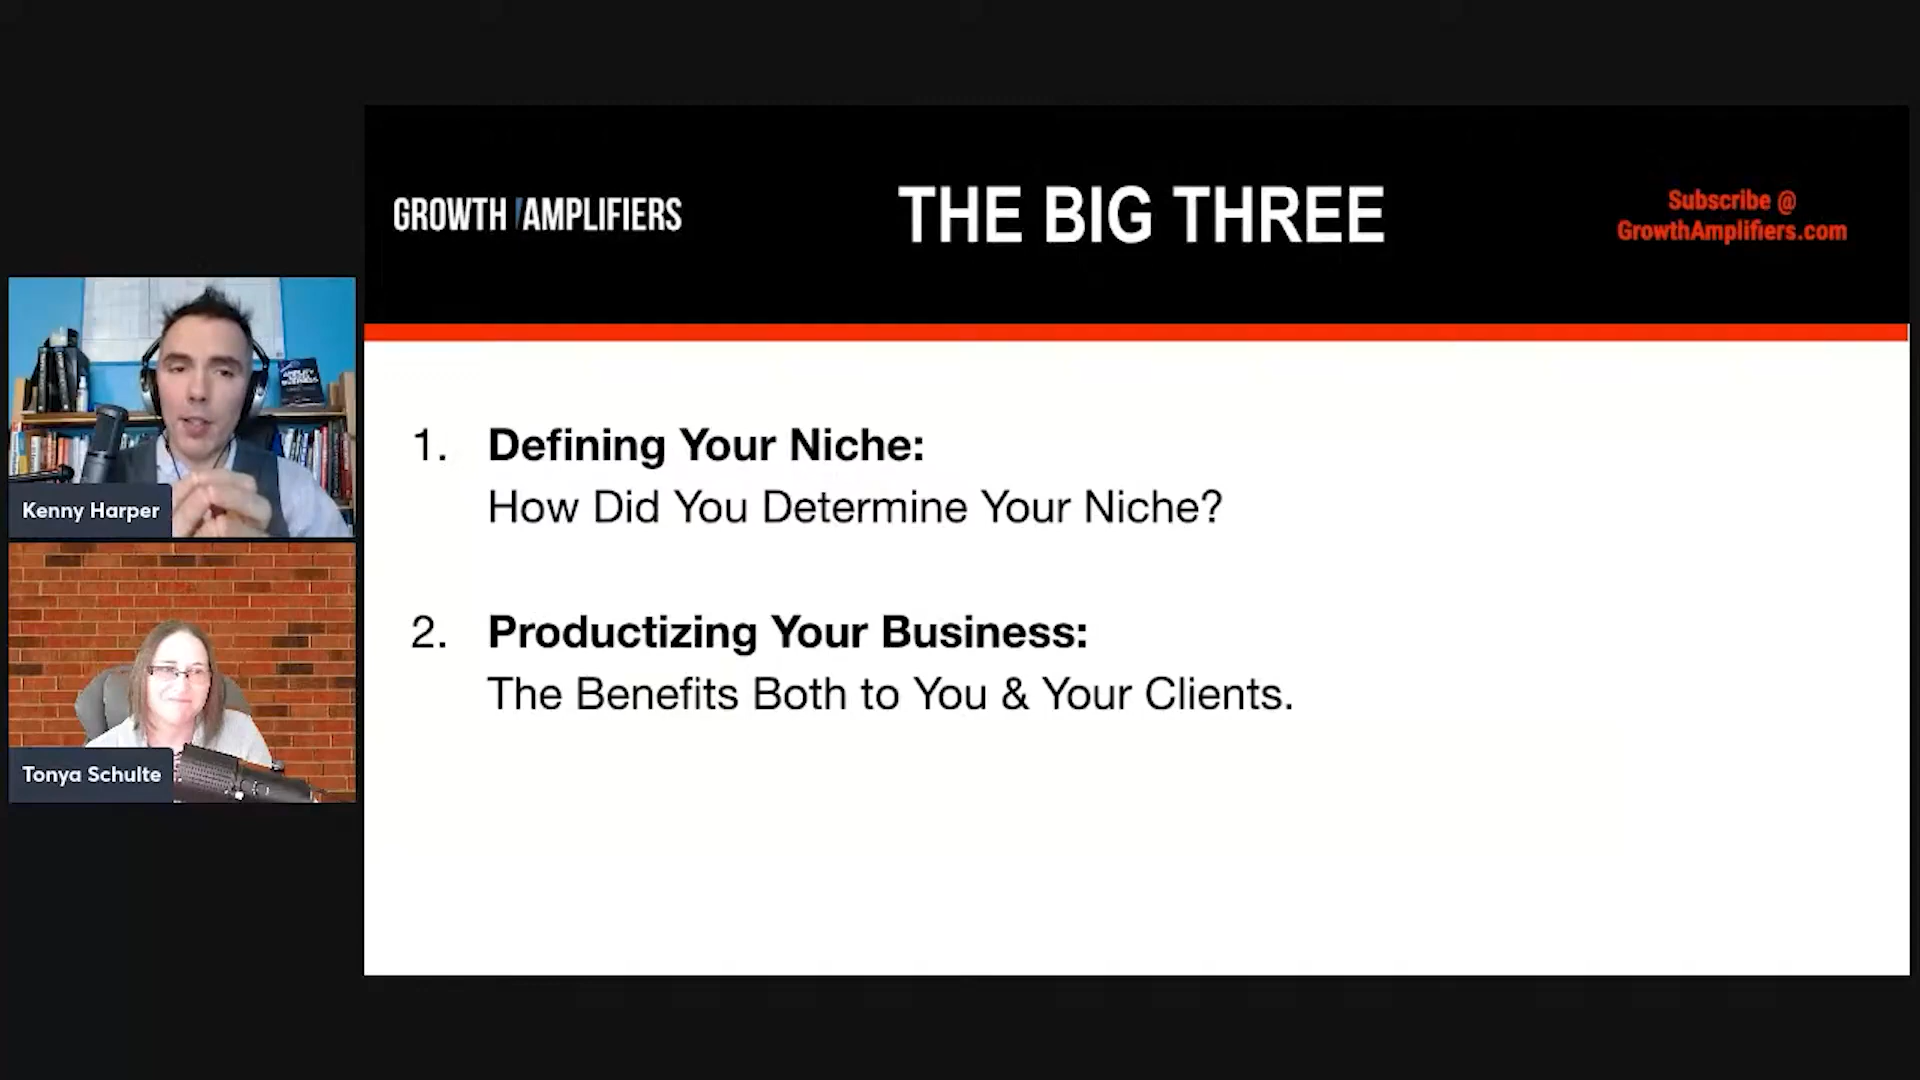 GROWTH AMPLIFIERS
THE BIG THREE
Subscribe @
GrowthAmplifiers.com
1. Defining Your Niche:
How Did You Determine Your Niche?
2. Productizing Your Business:
The Benefits Both to You & Your Clients.
Kenny Harper
Tonya Schulte